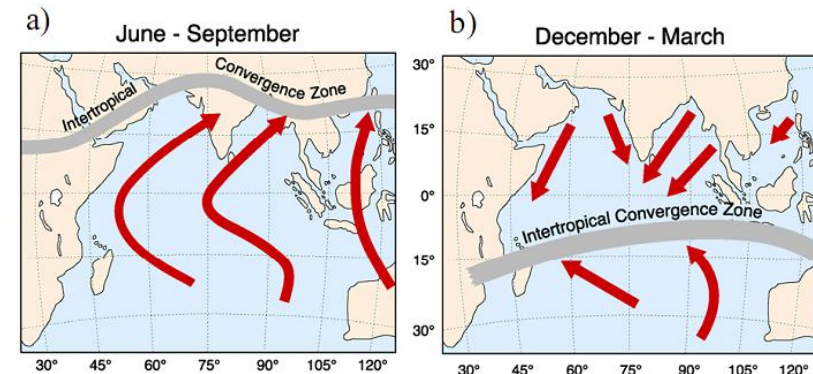 a)
June - September
Intertropical
Convergence Zone
30°
45°
60°
75°
90°
105°
120°
b)
December - March
30°
15°
0°
15°
30°
Intertropical Convergence Zone
30°
45°
60°
75°
90°
105°
120°